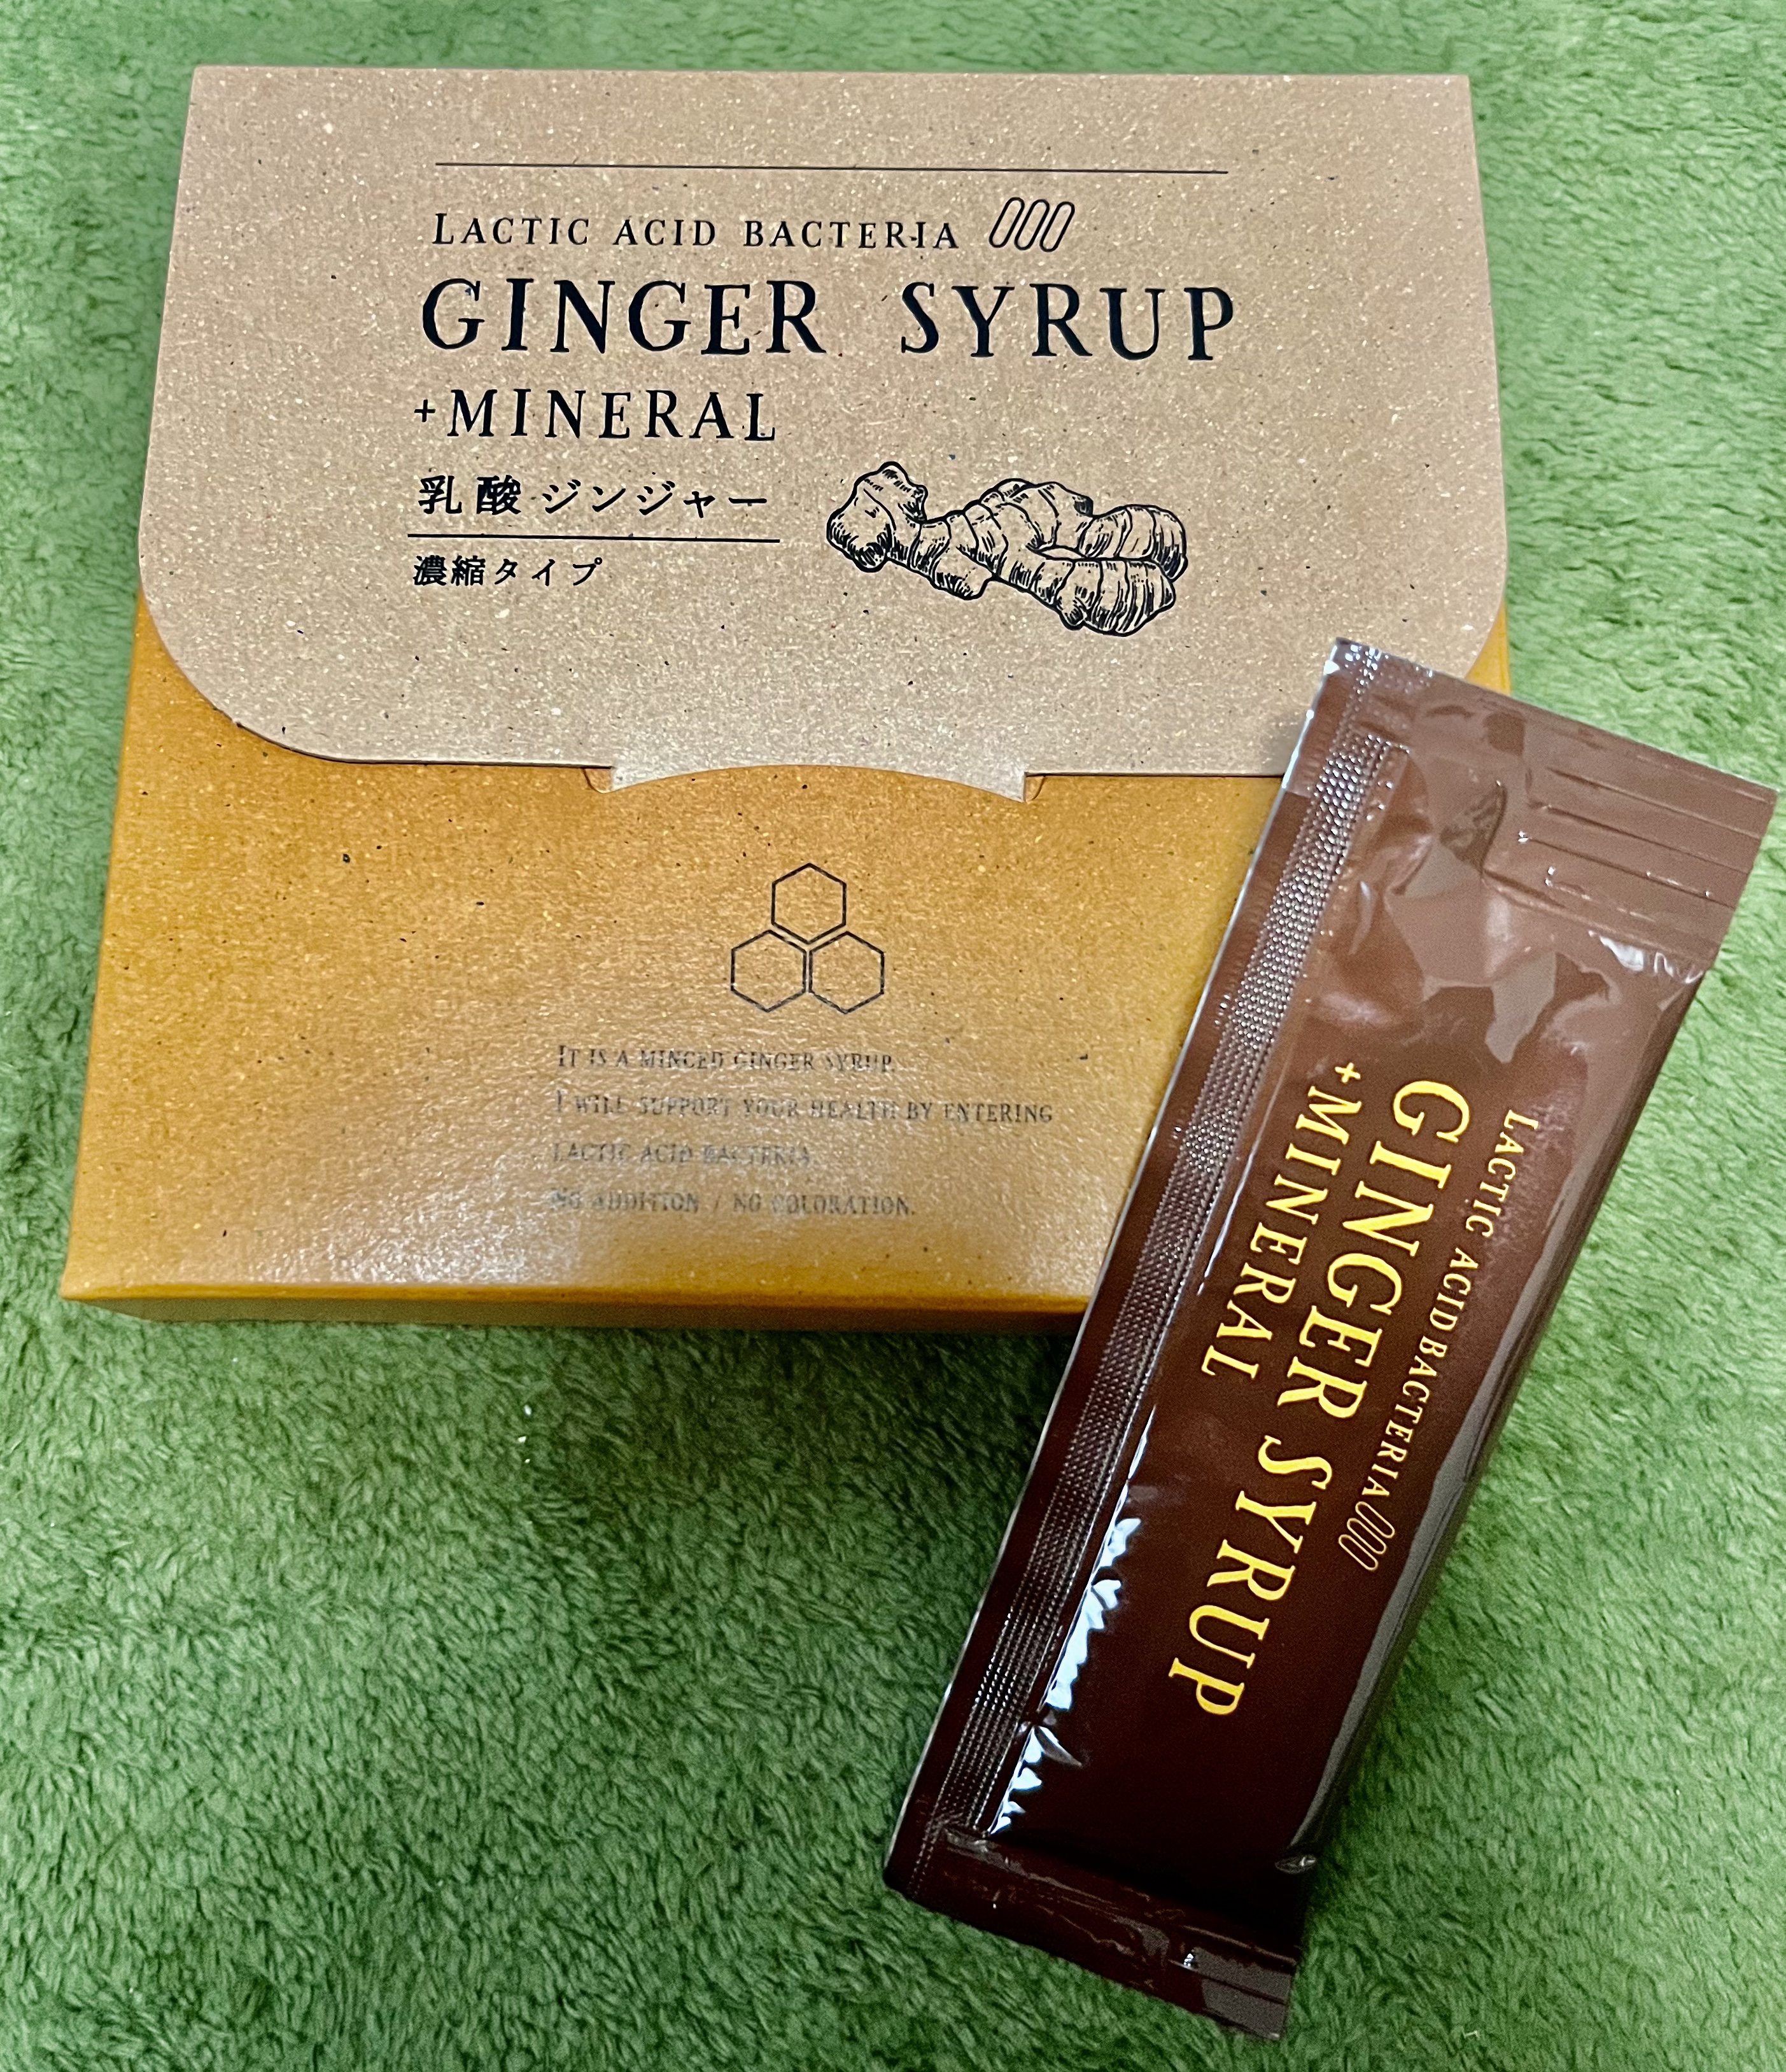 LACTIC ACID BACTERIA
GINGER SYRUP
+MINERAL
乳酸ジンジャー
濃縮タイプ
IT IS A MINCED GINGER SYRUP.
I WILL SUPPORT YOUR HEALTH BY ENTERING
LACTIC ACID BACTERIA.
NO ADDITION / NO COLORATION.
LACTIC ACID BACTERIA
GINGER SYRUP
+MINERAL